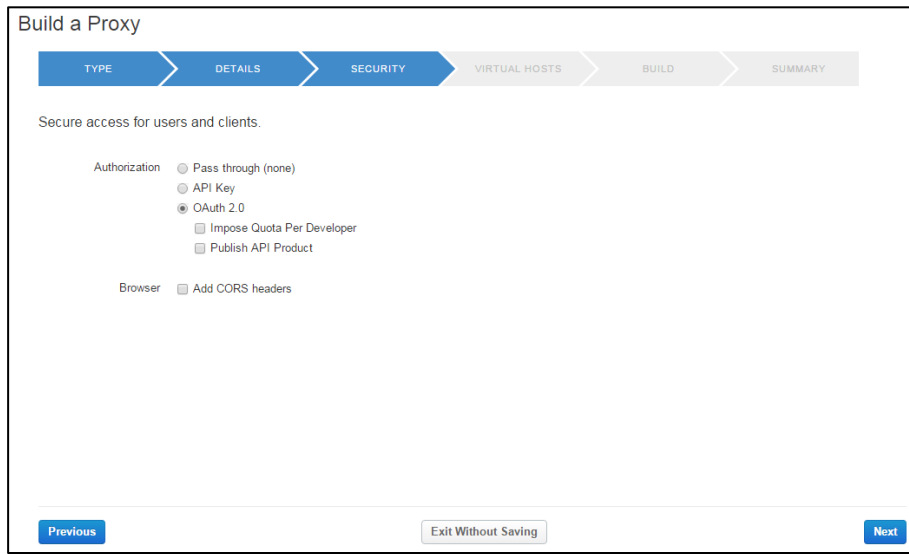 Build a Proxy
TYPE DETAILS SECURITY VIRTUAL HOSTS BUILD SUMMARY
Secure access for users and clients.
Authorization Pass through (none)
API Key
OAuth 2.0
Impose Quota Per Developer
Publish API Product
Browser Add CORS headers
Previous Exit Without Saving Next